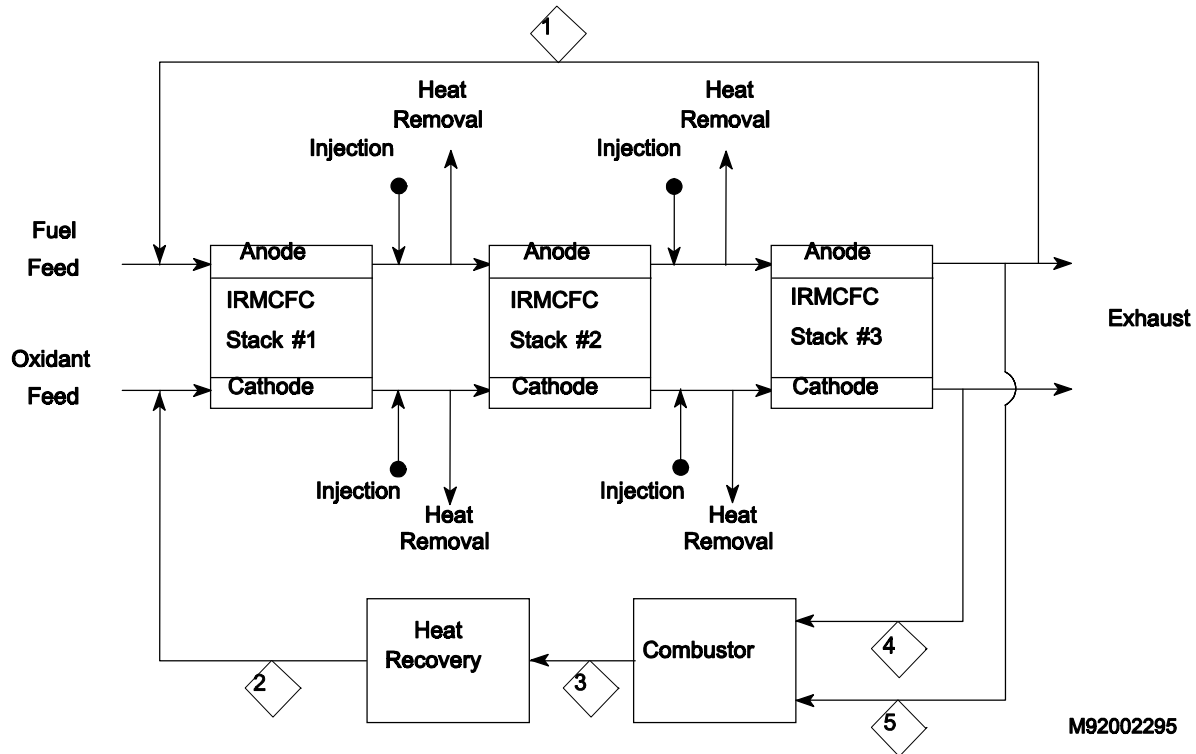 1
Heat
Removal
Heat
Removal
Injection
Injection
Fuel
Feed
Anode
Anode
Anode
IRMCFC
Stack #1
IRMCFC
Stack #2
IRMCFC
Stack #3
Exhaust
Oxidant
Feed
Cathode
Cathode
Cathode
Injection
Injection
Heat
Removal
Heat
Removal
Heat
Recovery
Combustor
4
2
3
5
M92002295